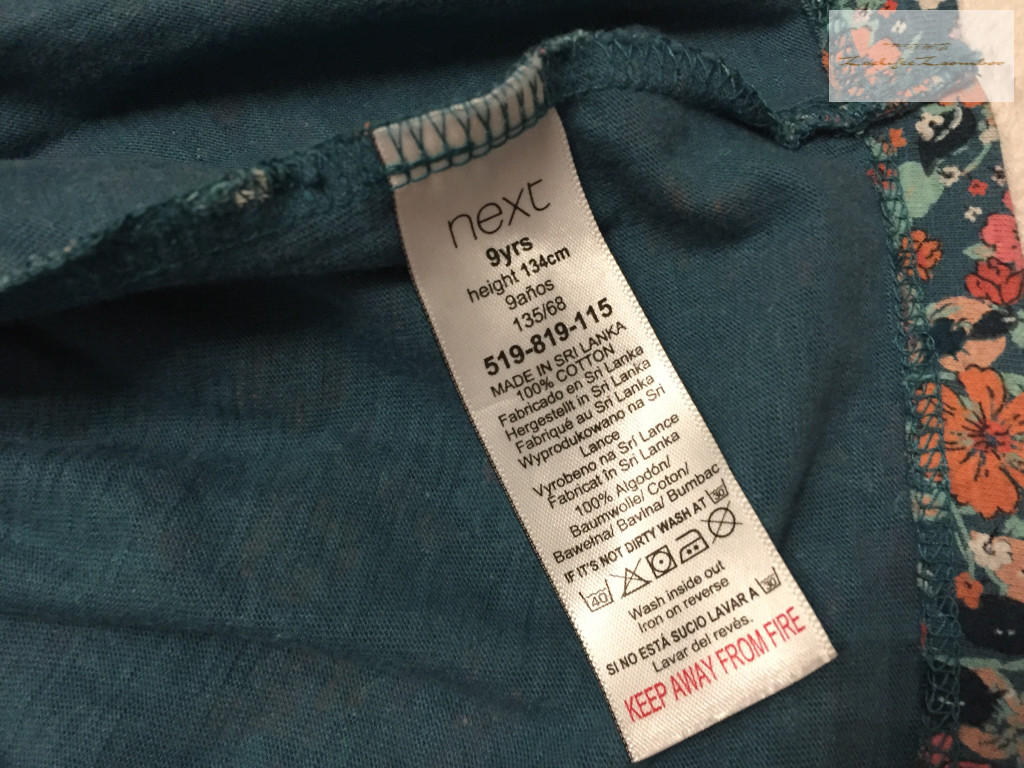 next
9yrs
height 134cm
9años
135/68
519-819-115
MADE IN SRI LANKA
100% COTTON
Fabricado en Sri Lanka
Hergestellt in Sri Lanka
Fabriqué au Sri Lanka
Wyprodukowano na Sri
Lance
Vyrobeno na Srí Lance
Fabricat în Sri Lanka
100% Algodón/
Baumwolle/ Coton/
Bawełna/ Bavlna/ Bumbac
IF IT'S NOT DIRTY WASH AT 30
40
Wash inside out
Iron on reverse
SI NO ESTÁ SUCIO LAVAR A 30
Lavar del revés.
KEEP AWAY FROM FIRE